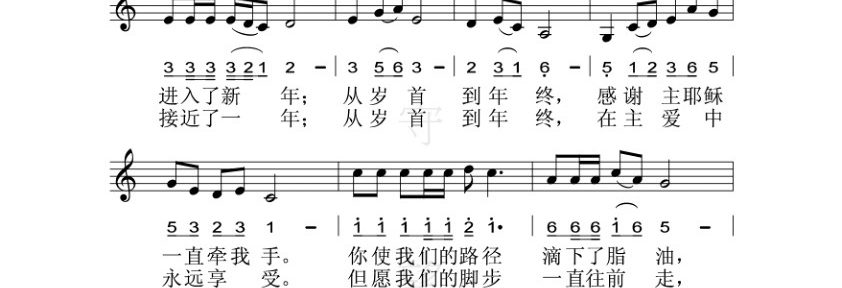 3 3 3 3 2 1 2 – | 3 5 6 3 – | 2 3 1 6 – | 5 1 2 3 6 5 |
进入了新 年； 从岁 首 到年 终， 感谢 主耶稣
接近了一 年； 从岁 首 到年 终， 在主 爱中
守
5 3 2 3 1 – | 1 1 1 1 1 2 1· | 6 6 6 1 6 5 – |
一直牵我 手。 你使我们的路径 滴下了脂 油，
永远享 受。 但愿我们的脚步 一直往前 走，